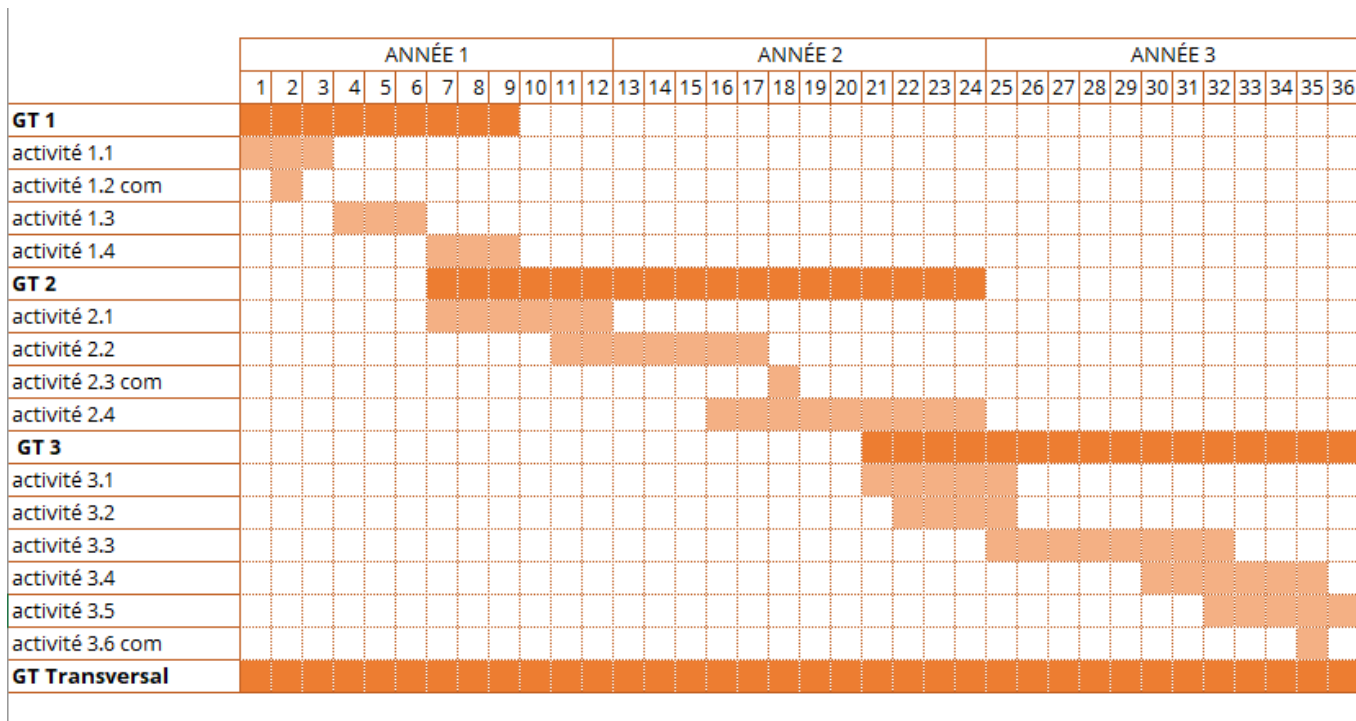 ANNÉE 1 ANNÉE 2 ANNÉE 3
1 2 3 4 5 6 7 8 9 10 11 12 13 14 15 16 17 18 19 20 21 22 23 24 25 26 27 28 29 30 31 32 33 34 35 36
GT 1
activité 1.1
activité 1.2 com
activité 1.3
activité 1.4
GT 2
activité 2.1
activité 2.2
activité 2.3 com
activité 2.4
GT 3
activité 3.1
activité 3.2
activité 3.3
activité 3.4
activité 3.5
activité 3.6 com
GT Transversal